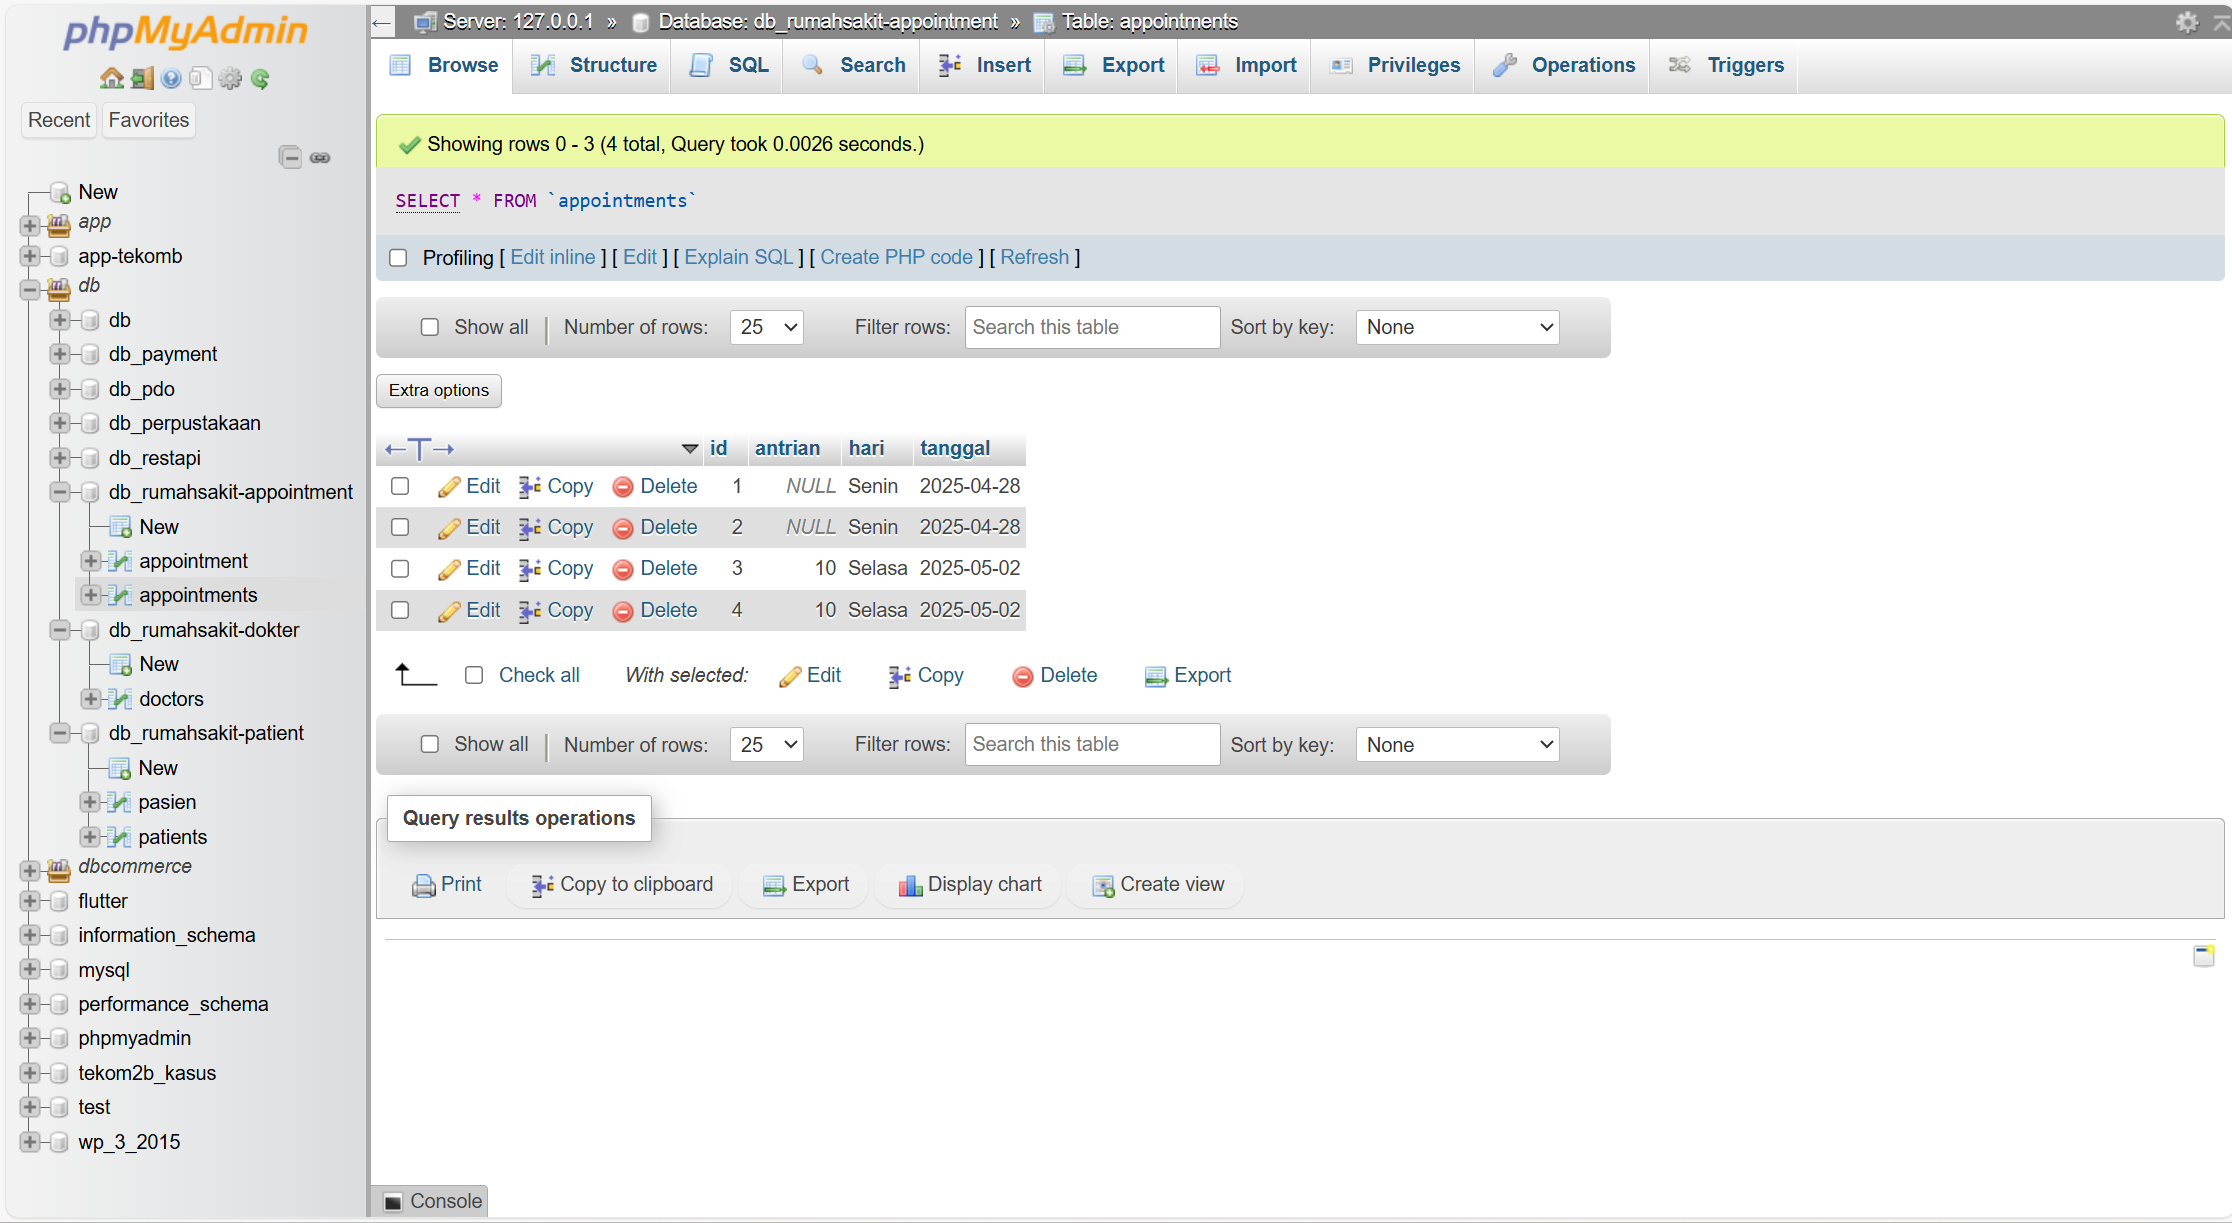 phpMyAdmin
Recent Favorites
New
app
app-tekomb
db
db
db_payment
db_pdo
db_perpustakaan
db_restapi
db_rumahsakit-appointment
New
appointment
appointments
db_rumahsakit-dokter
New
doctors
db_rumahsakit-patient
New
pasien
patients
dbcommerce
flutter
information_schema
mysql
performance_schema
phpmyadmin
tekom2b_kasus
test
wp_3_2015
Server: 127.0.0.1 » Database: db_rumahsakit-appointment » Table: appointments
Browse Structure SQL Search Insert Export Import Privileges Operations Triggers
Showing rows 0 - 3 (4 total, Query took 0.0026 seconds.)
SELECT * FROM `appointments`
Profiling [ Edit inline ] [ Edit ] [ Explain SQL ] [ Create PHP code ] [ Refresh ]
Show all | Number of rows: 25 Filter rows: Search this table Sort by key: None
Extra options
←T→ id antrian hari tanggal
Edit Copy Delete 1 NULL Senin 2025-04-28
Edit Copy Delete 2 NULL Senin 2025-04-28
Edit Copy Delete 3 10 Selasa 2025-05-02
Edit Copy Delete 4 10 Selasa 2025-05-02
Check all With selected: Edit Copy Delete Export
Show all | Number of rows: 25 Filter rows: Search this table Sort by key: None
Query results operations
Print Copy to clipboard Export Display chart Create view
Console